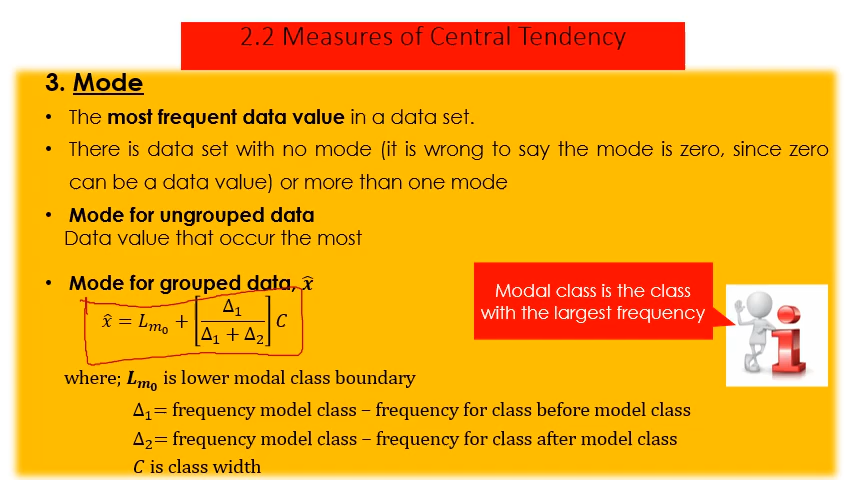 2.2 Measures of Central Tendency
3. Mode
• The most frequent data value in a data set.
• There is data set with no mode (it is wrong to say the mode is zero, since zero
can be a data value) or more than one mode
• Mode for ungrouped data
Data value that occur the most
• Mode for grouped data, x̂
x̂ = L_{m_0} + [Δ₁ / (Δ₁ + Δ₂)] C
Modal class is the class
with the largest frequency
where; L_{m_0} is lower modal class boundary
Δ₁= frequency model class – frequency for class before model class
Δ₂= frequency model class – frequency for class after model class
C is class width